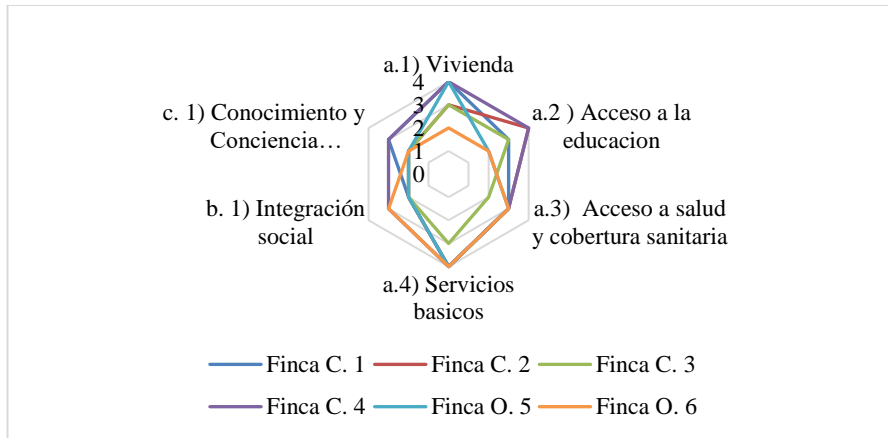 a.1) Vivienda
4
3
2
1
0
a.2 ) Acceso a la
educacion
a.3) Acceso a salud
y cobertura sanitaria
a.4) Servicios
basicos
b. 1) Integración
social
c. 1) Conocimiento y
Conciencia…
Finca C. 1
Finca C. 2
Finca C. 3
Finca C. 4
Finca O. 5
Finca O. 6